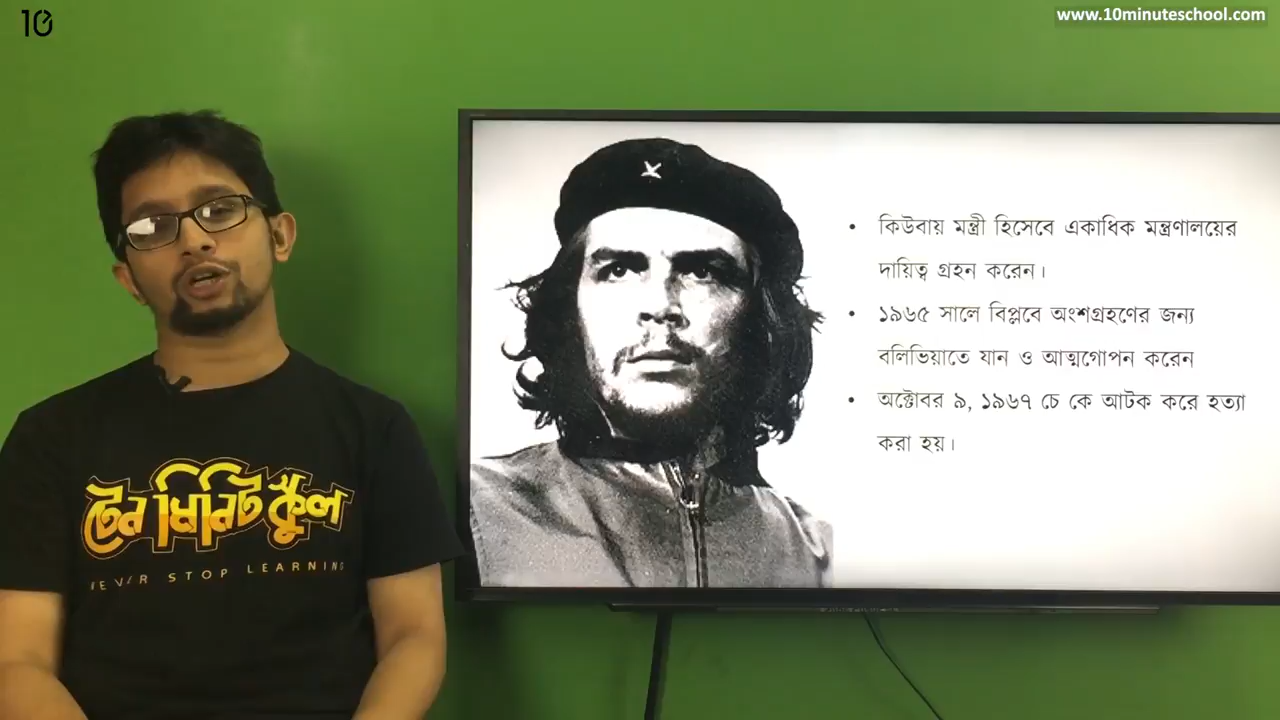 10
www.10minuteschool.com
• কিউবায় মন্ত্রী হিসেবে একাধিক মন্ত্রণালয়ের
দায়িত্ব গ্রহন করেন।
• ১৯৬৫ সালে বিপ্লবে অংশগ্রহণের জন্য
বলিভিয়াতে যান ও আত্মগোপন করেন
• অক্টোবর ৯, ১৯৬৭ চে কে আটক করে হত্যা
করা হয়।
টেন মিনিট স্কুল
NEVER STOP LEARNING